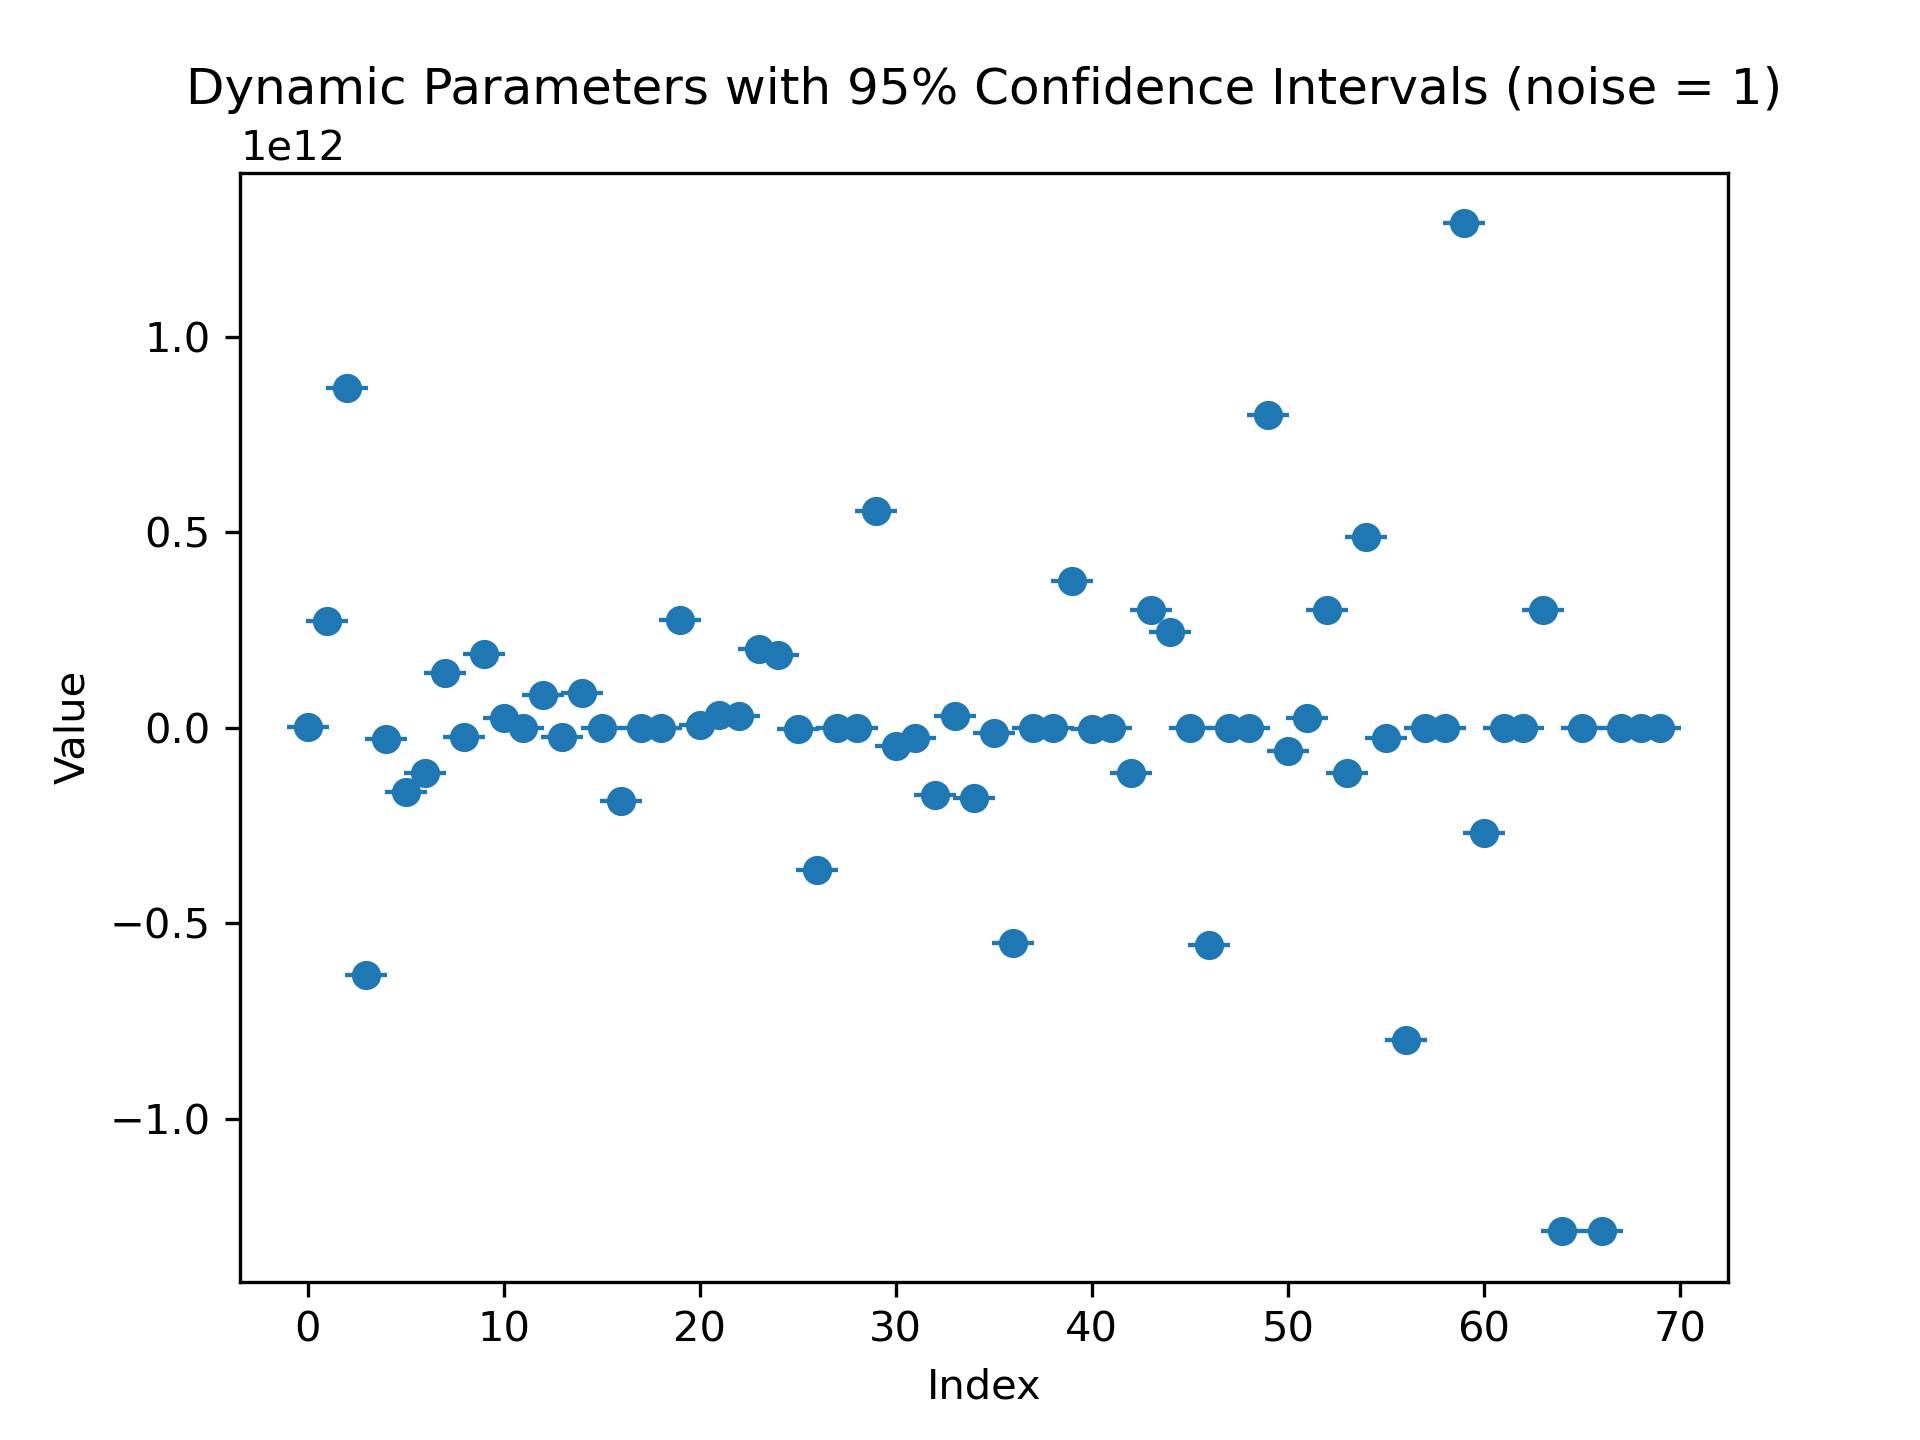 Dynamic Parameters with 95% Confidence Intervals (noise = 1)
1e12
1.0
0.5
0.0
−0.5
−1.0
Value
0 10 20 30 40 50 60 70
Index